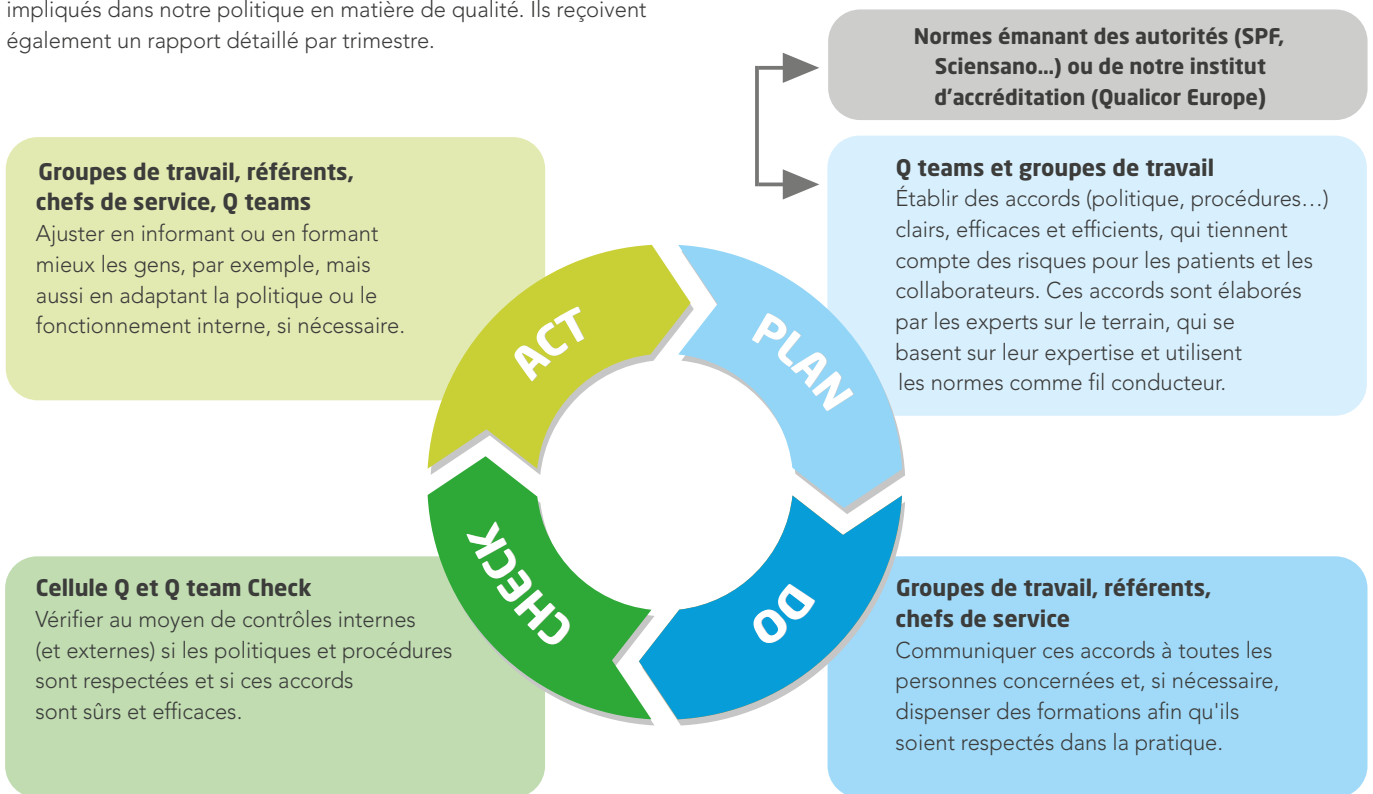 impliqués dans notre politique en matière de qualité. Ils reçoivent
également un rapport détaillé par trimestre.
Normes émanant des autorités (SPF,
Sciensano...) ou de notre institut
d'accréditation (Qualicor Europe)
Groupes de travail, référents,
chefs de service, Q teams
Ajuster en informant ou en formant
mieux les gens, par exemple, mais
aussi en adaptant la politique ou le
fonctionnement interne, si nécessaire.
Q teams et groupes de travail
Établir des accords (politique, procédures…)
clairs, efficaces et efficients, qui tiennent
compte des risques pour les patients et les
collaborateurs. Ces accords sont élaborés
par les experts sur le terrain, qui se
basent sur leur expertise et utilisent
les normes comme fil conducteur.
ACT
PLAN
CHECK
DO
Cellule Q et Q team Check
Vérifier au moyen de contrôles internes
(et externes) si les politiques et procédures
sont respectées et si ces accords
sont sûrs et efficaces.
Groupes de travail, référents,
chefs de service
Communiquer ces accords à toutes les
personnes concernées et, si nécessaire,
dispenser des formations afin qu'ils
soient respectés dans la pratique.